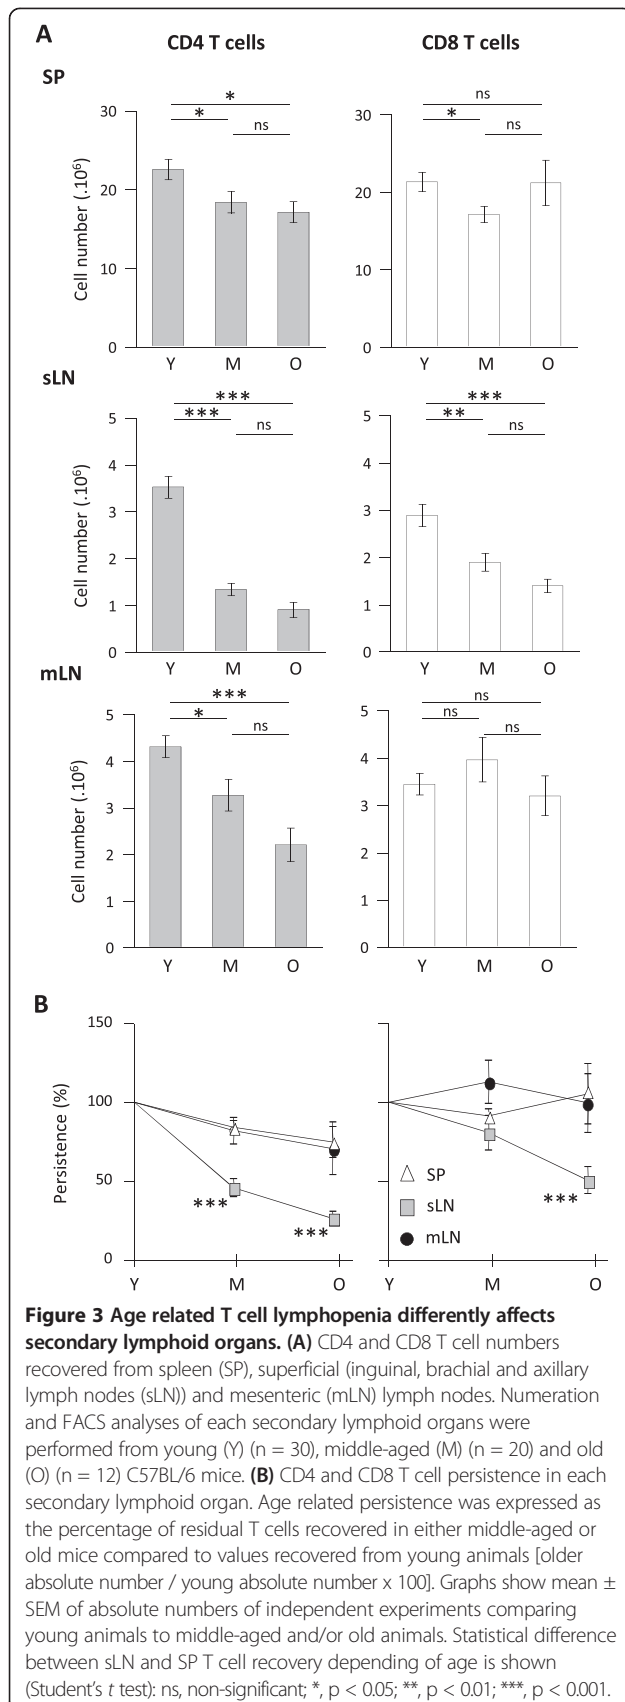 A
CD4 T cells
CD8 T cells
SP
*
*
ns
ns
*
ns
30
20
10
0
Cell number (.10⁶)
Y M O
30
20
10
0
Y M O
sLN
***
***
ns
***
**
ns
5
4
3
2
1
0
Cell number (.10⁶)
Y M O
5
4
3
2
1
0
Y M O
mLN
***
*
ns
ns
ns
ns
5
4
3
2
1
0
Cell number (.10⁶)
Y M O
5
4
3
2
1
0
Y M O
B
150
100
50
0
Persistence (%)
***
***
Y M O
SP
sLN
mLN
***
Y M O
Figure 3 Age related T cell lymphopenia differently affects
secondary lymphoid organs. (A) CD4 and CD8 T cell numbers
recovered from spleen (SP), superficial (inguinal, brachial and axillary
lymph nodes (sLN)) and mesenteric (mLN) lymph nodes. Numeration
and FACS analyses of each secondary lymphoid organs were
performed from young (Y) (n = 30), middle-aged (M) (n = 20) and old
(O) (n = 12) C57BL/6 mice. (B) CD4 and CD8 T cell persistence in each
secondary lymphoid organ. Age related persistence was expressed as
the percentage of residual T cells recovered in either middle-aged or
old mice compared to values recovered from young animals [older
absolute number / young absolute number x 100]. Graphs show mean ±
SEM of absolute numbers of independent experiments comparing
young animals to middle-aged and/or old animals. Statistical difference
between sLN and SP T cell recovery depending of age is shown
(Student's t test): ns, non-significant; *, p < 0.05; **, p < 0.01; ***, p < 0.001.